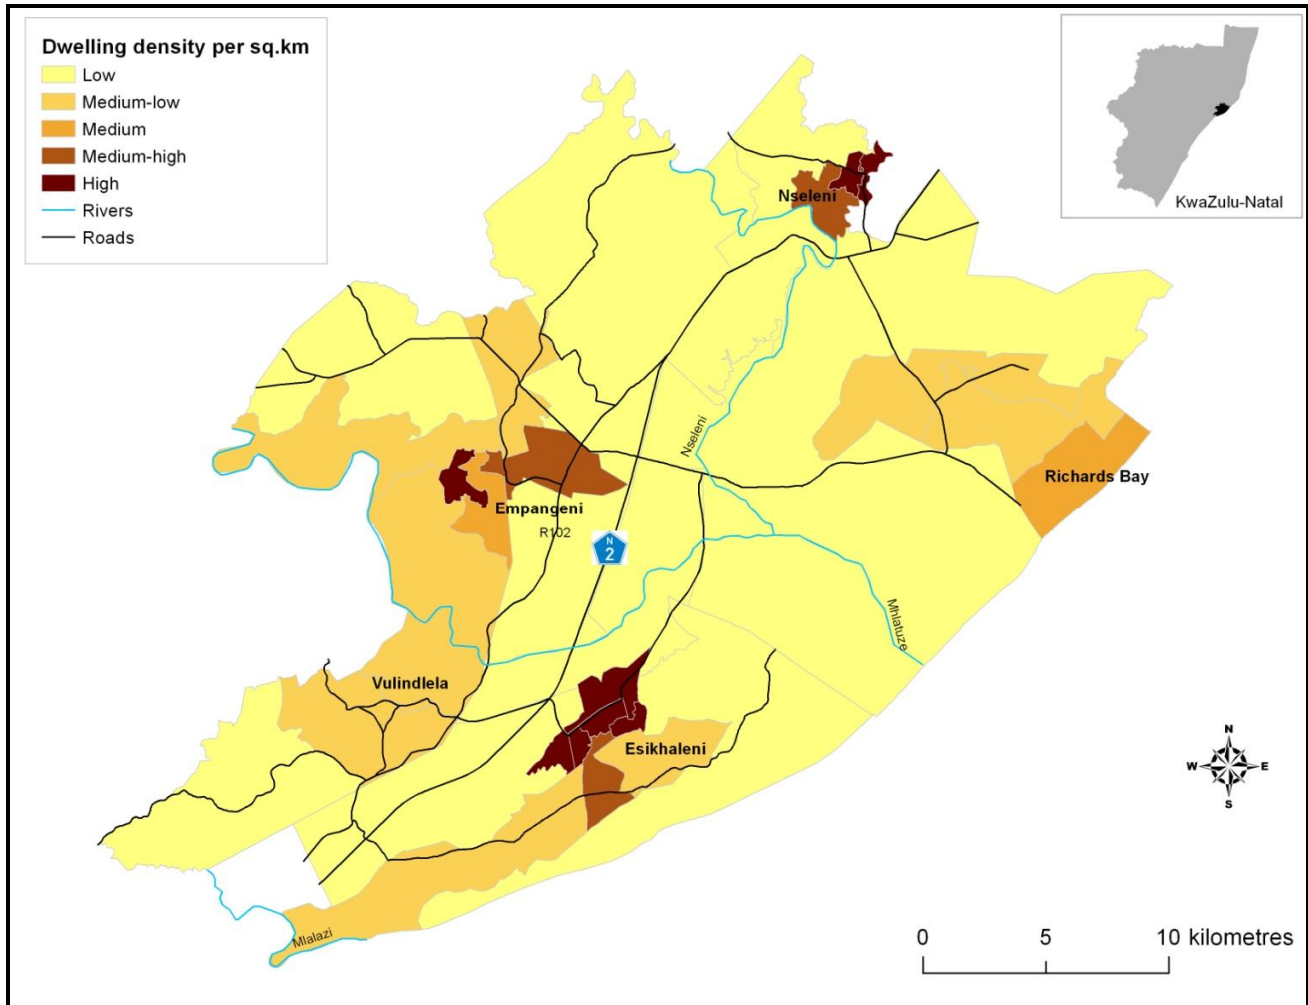 Dwelling density per sq.km
Low
Medium-low
Medium
Medium-high
High
Rivers
Roads
KwaZulu-Natal
Nseleni
Nseleni
Richards Bay
Empangeni
R102
N
2
Mhlatuze
Vulindlela
Esikhaleni
N
W
E
S
Mlalazi
0 5 10 kilometres